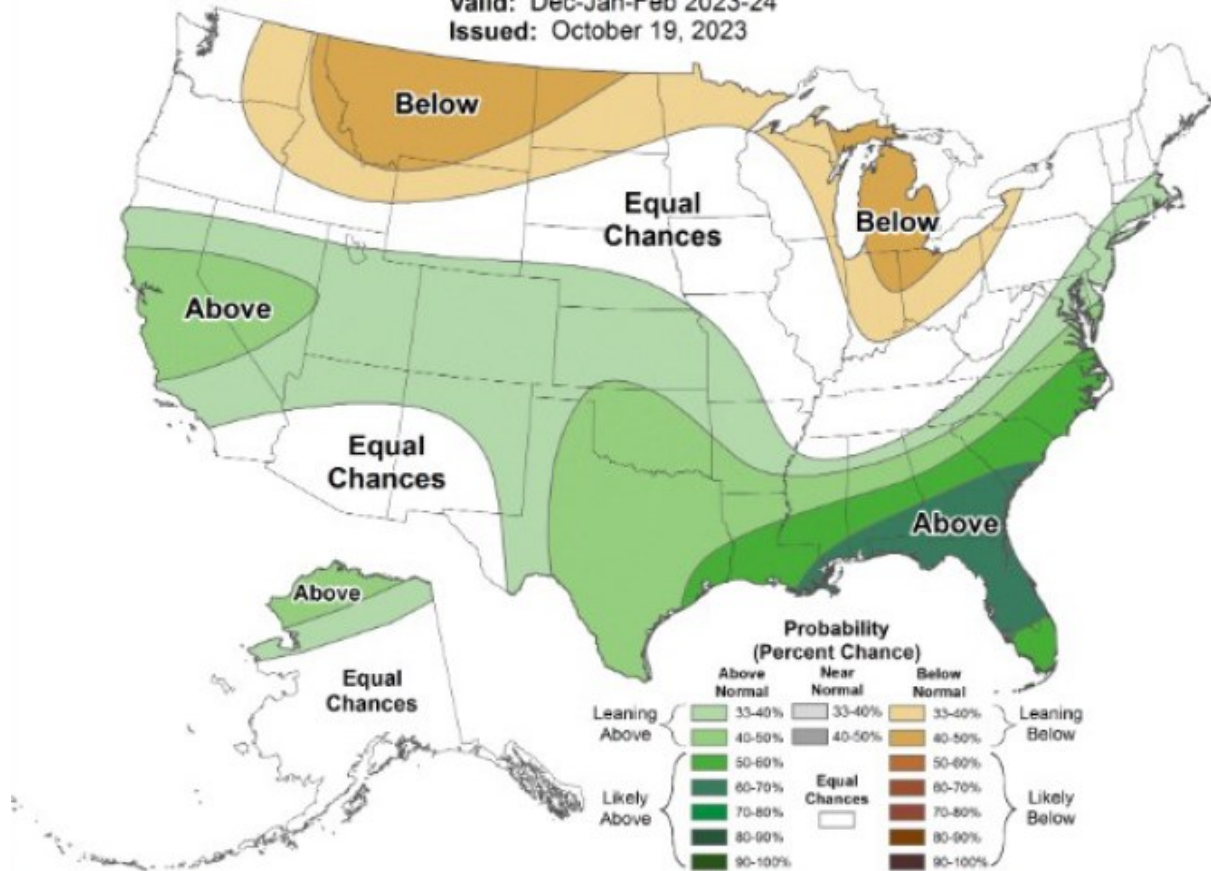 Valid: Dec-Jan-Feb 2023-24
Issued: October 19, 2023
Below
Equal
Chances
Below
Above
Equal
Chances
Above
Above
Equal
Chances
Probability
(Percent Chance)
Above
Normal
Near
Normal
Below
Normal
Leaning
Above
33-40%
40-50%
33-40%
40-50%
33-40%
40-50%
Leaning
Below
Likely
Above
50-60%
60-70%
70-80%
80-90%
90-100%
Equal
Chances
50-60%
60-70%
70-80%
80-90%
90-100%
Likely
Below